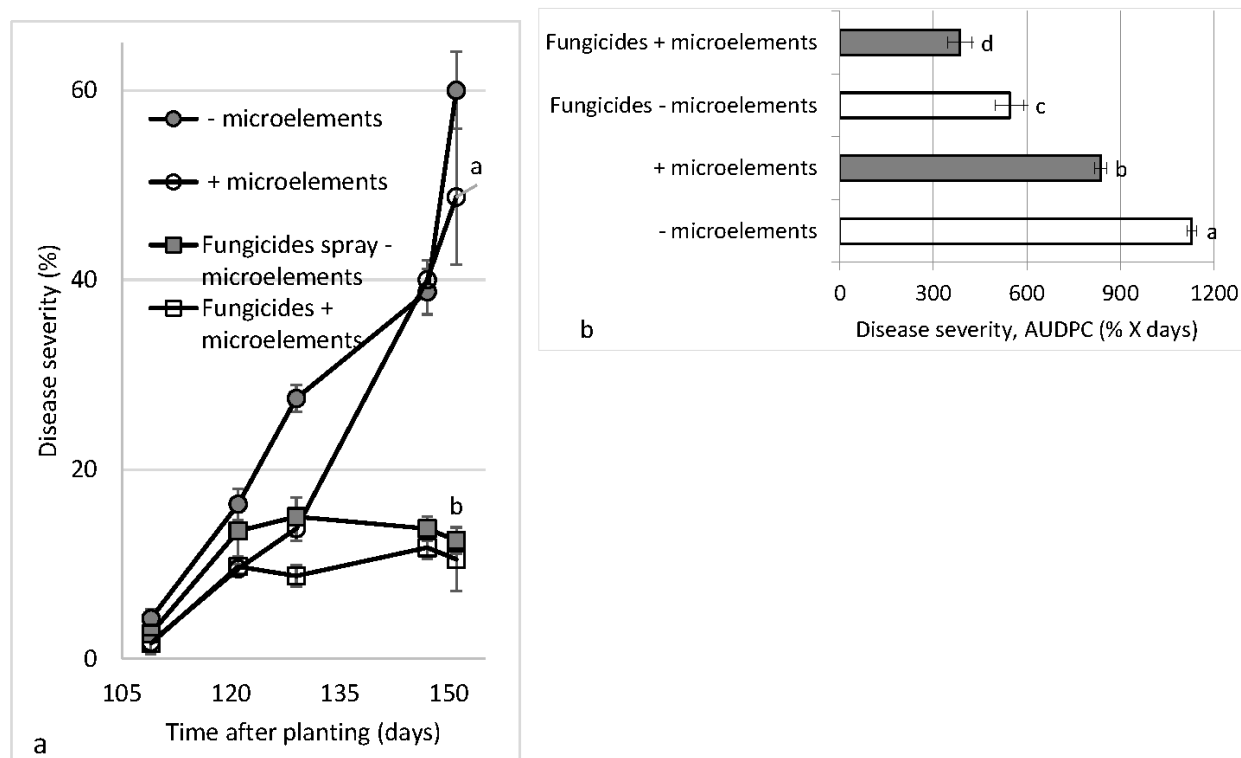 60
40
20
0
Disease severity (%)
- microelements
+ microelements
Fungicides spray -
microelements
Fungicides +
microelements
a
b
105 120 135 150
Time after planting (days)
a
Fungicides + microelements
d
Fungicides - microelements
c
+ microelements
b
- microelements
a
0 300 600 900 1200
b
Disease severity, AUDPC (% X days)